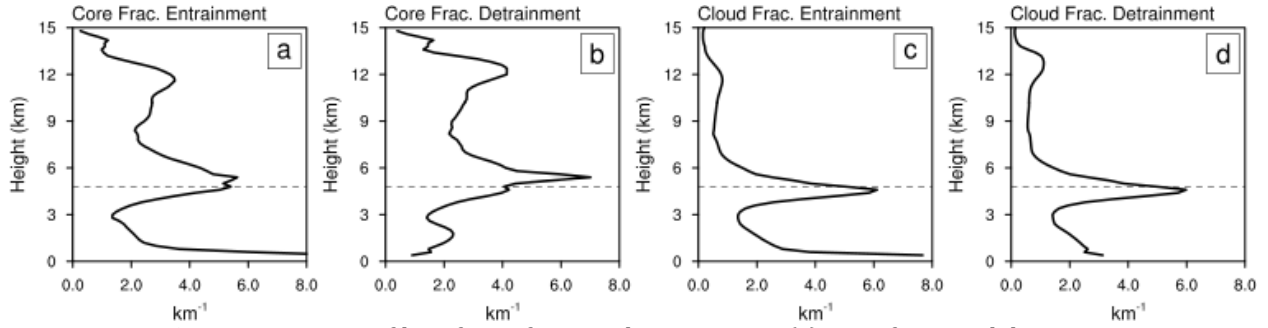 Core Frac. Entrainment
a
15
12
9
6
3
0
Height (km)
0.0 2.0 4.0 6.0 8.0
km-1
Core Frac. Detrainment
b
15
12
9
6
3
0
Height (km)
0.0 2.0 4.0 6.0 8.0
km-1
Cloud Frac. Entrainment
c
15
12
9
6
3
0
Height (km)
0.0 2.0 4.0 6.0 8.0
km-1
Cloud Frac. Detrainment
d
15
12
9
6
3
0
Height (km)
0.0 2.0 4.0 6.0 8.0
km-1